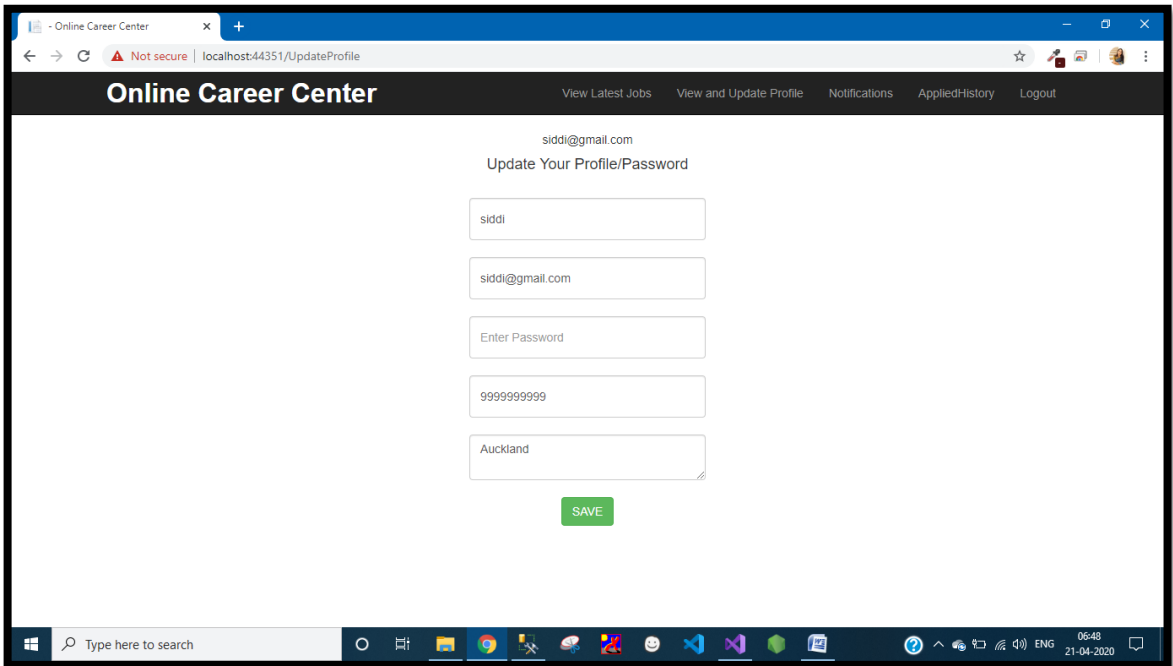 - Online Career Center
Not secure | localhost:44351/UpdateProfile
Online Career Center
View Latest Jobs View and Update Profile Notifications AppliedHistory Logout
siddi@gmail.com
Update Your Profile/Password
siddi
siddi@gmail.com
Enter Password
9999999999
Auckland
SAVE
Type here to search
ENG
06:48
21-04-2020